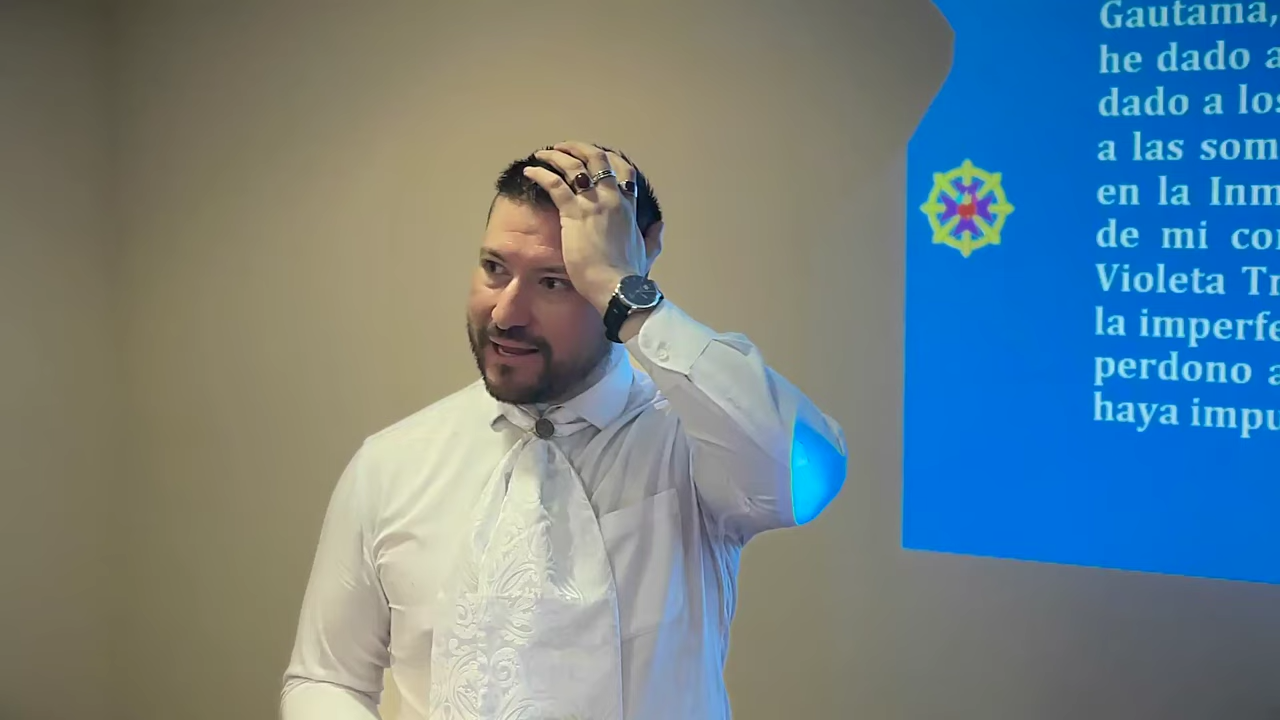 Gautama,
he dado a
dado a los
a las som
en la Inm
de mi co
Violeta Tr
la imperfe
perdono a
haya impu